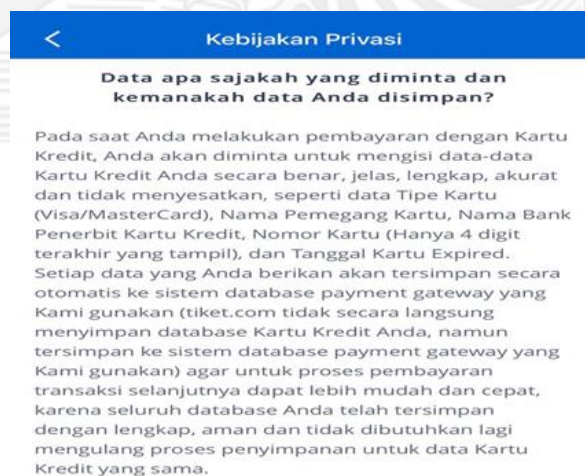 Kebijakan Privasi
Data apa sajakah yang diminta dan
kemanakah data Anda disimpan?
Pada saat Anda melakukan pembayaran dengan Kartu
Kredit, Anda akan diminta untuk mengisi data-data
Kartu Kredit Anda secara benar, jelas, lengkap, akurat
dan tidak menyesatkan, seperti data Tipe Kartu
(Visa/MasterCard), Nama Pemegang Kartu, Nama Bank
Penerbit Kartu Kredit, Nomor Kartu (Hanya 4 digit
terakhir yang tampil), dan Tanggal Kartu Expired.
Setiap data yang Anda berikan akan tersimpan secara
otomatis ke sistem database payment gateway yang
Kami gunakan (tiket.com tidak secara langsung
menyimpan database Kartu Kredit Anda, namun
tersimpan ke sistem database payment gateway yang
Kami gunakan) agar untuk proses pembayaran
transaksi selanjutnya dapat lebih mudah dan cepat,
karena seluruh database Anda telah tersimpan
dengan lengkap, aman dan tidak dibutuhkan lagi
mengulang proses penyimpanan untuk data Kartu
Kredit yang sama.